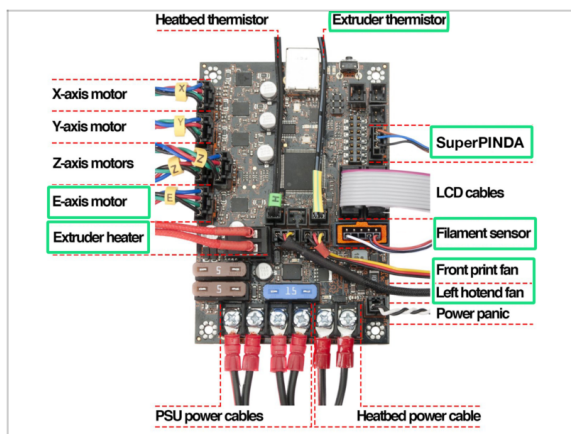 Heatbed thermistor
Extruder thermistor
X-axis motor
X
Y-axis motor
Y
Z-axis motors
Z
Z
SuperPINDA
LCD cables
E-axis motor
E
H
Extruder heater
Filament sensor
Front print fan
5
Left hotend fan
5
15
Power panic
PSU power cables
Heatbed power cable